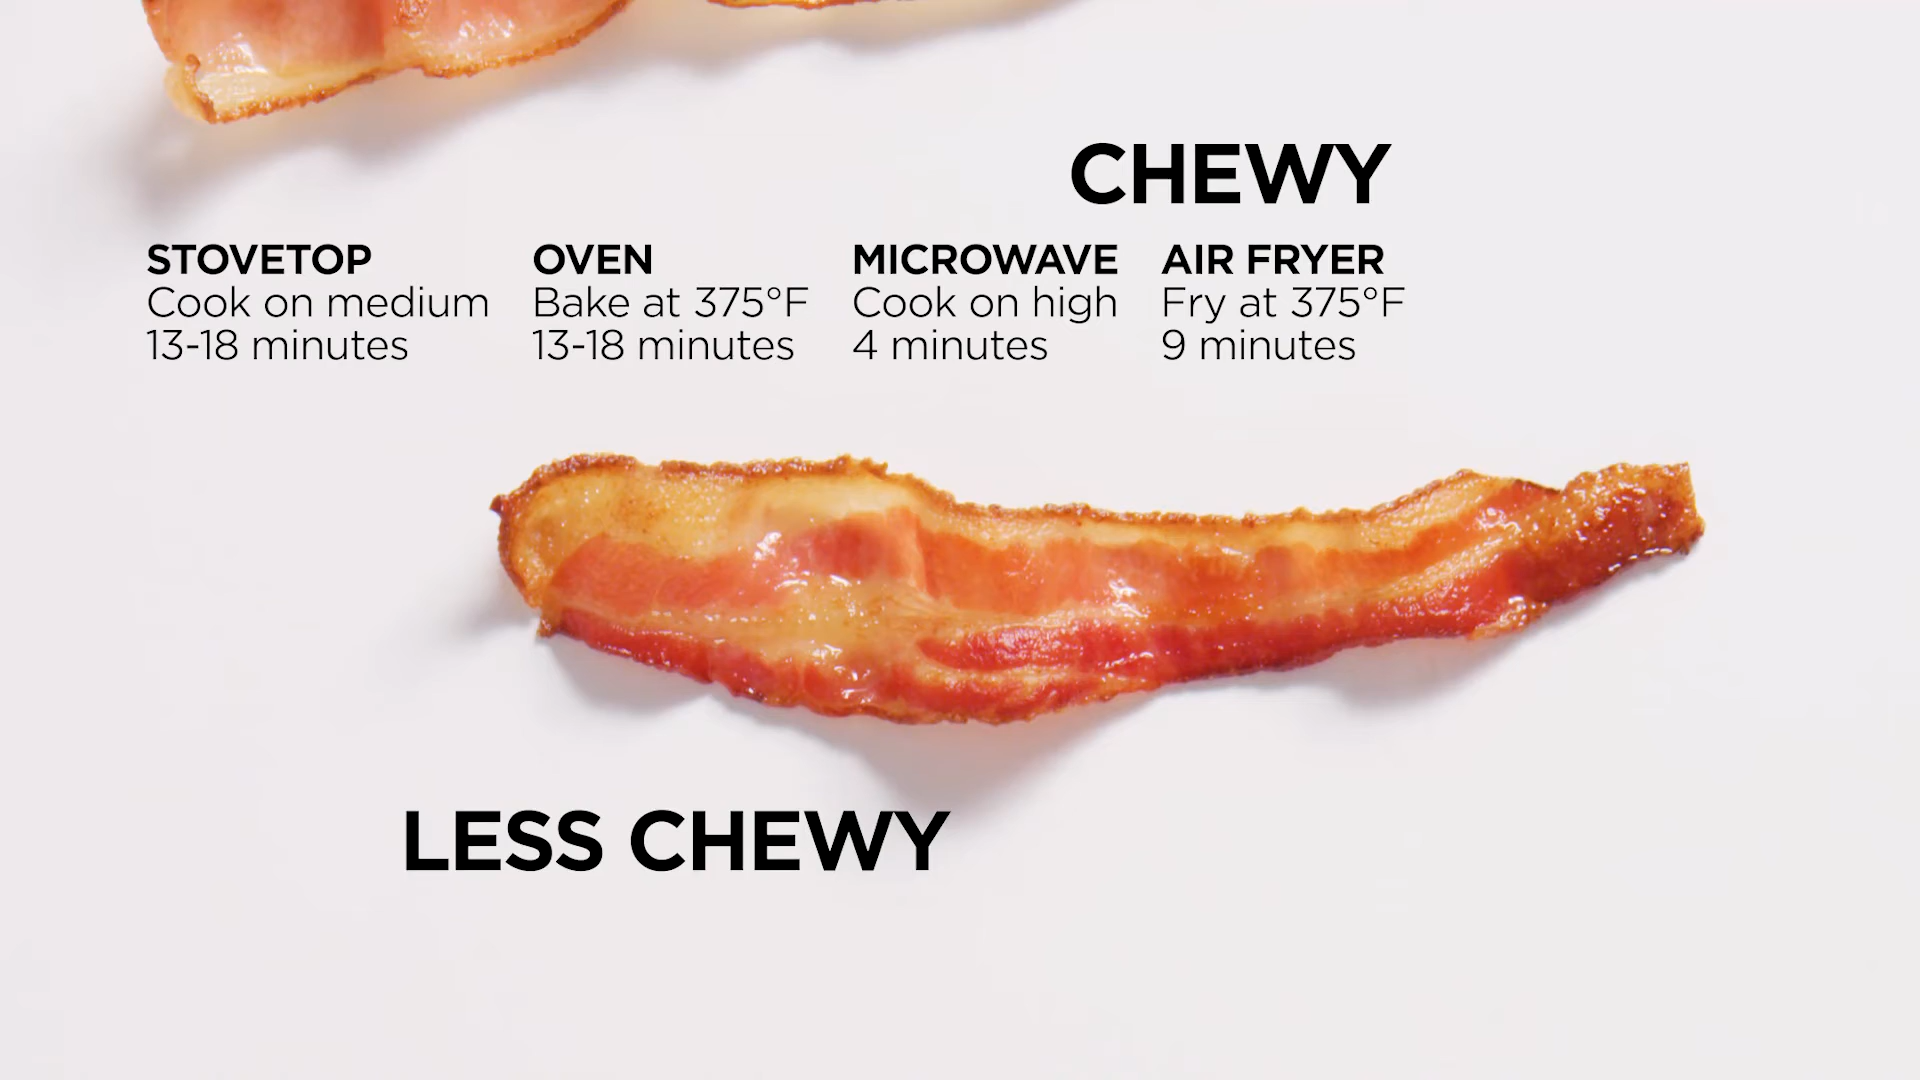 CHEWY
STOVETOP
Cook on medium
13-18 minutes
OVEN
Bake at 375°F
13-18 minutes
MICROWAVE
Cook on high
4 minutes
AIR FRYER
Fry at 375°F
9 minutes
LESS CHEWY